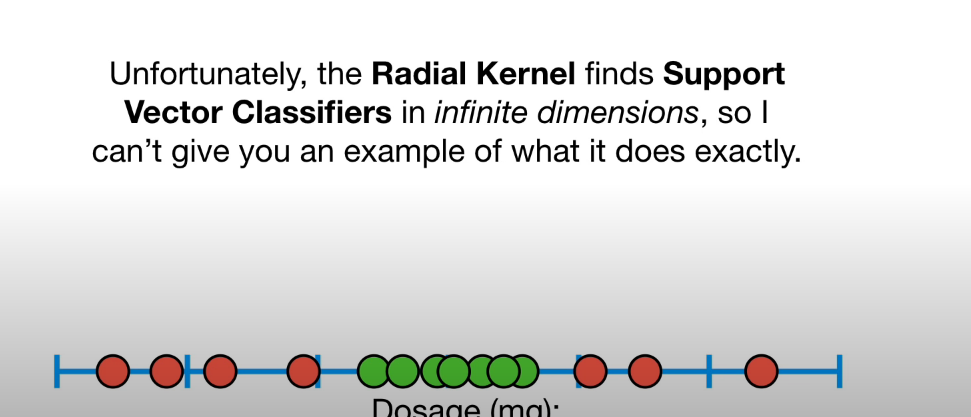 Unfortunately, the Radial Kernel finds Support
Vector Classifiers in infinite dimensions, so I
can’t give you an example of what it does exactly.
Dosage (mg):